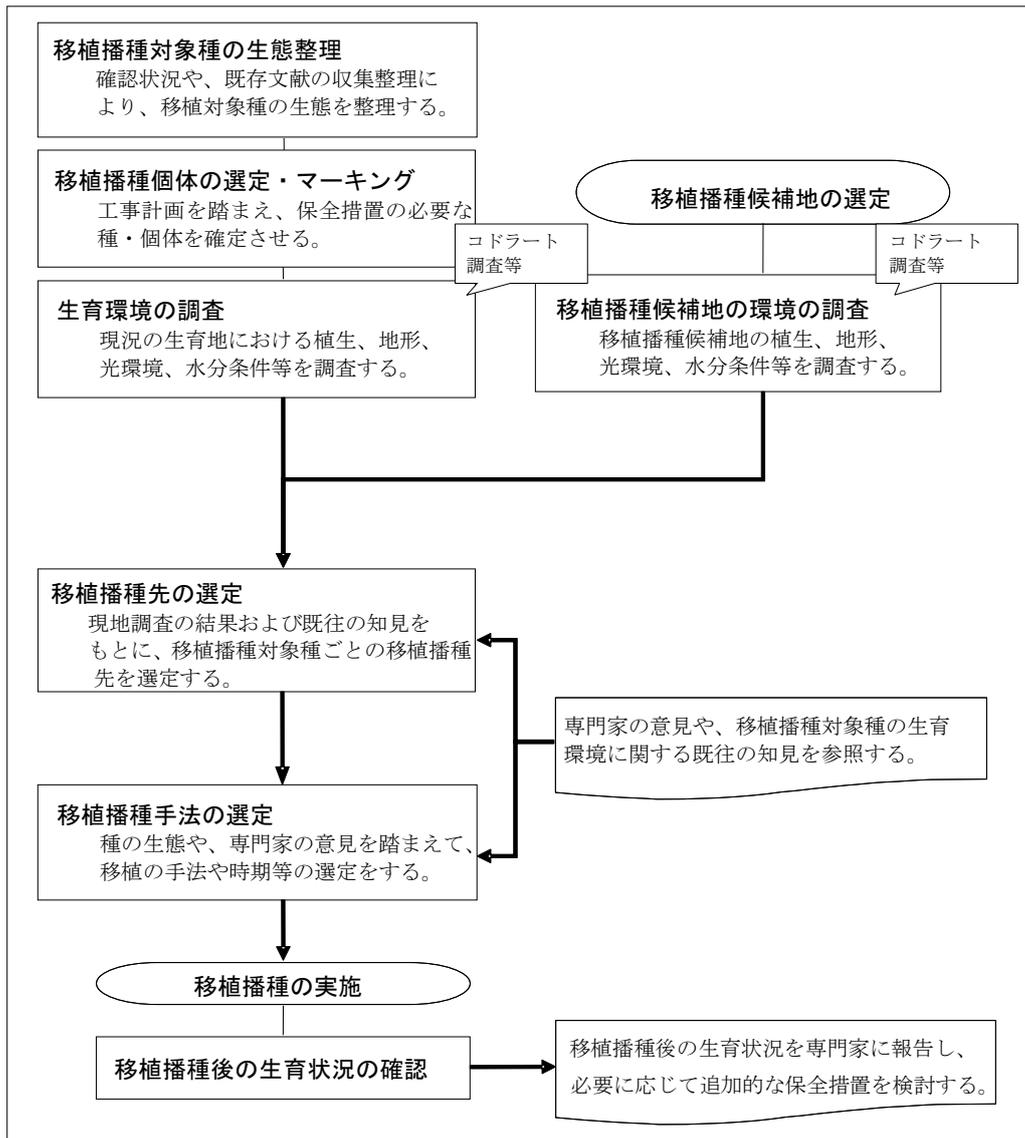 移植播種対象種の生態整理
確認状況や、既存文献の収集整理に
より、移植対象種の生態を整理する。
移植播種個体の選定・マーキング
工事計画を踏まえ、保全措置の必要な
種・個体を確定させる。
コドラート
調査等
生育環境の調査
現況の生育地における植生、地形、
光環境、水分条件等を調査する。
移植播種候補地の選定
コドラート
調査等
移植播種候補地の環境の調査
移植播種候補地の植生、地形、
光環境、水分条件等を調査する。
移植播種先の選定
現地調査の結果および既往の知見を
もとに、移植播種対象種ごとの移植播種
先を選定する。
専門家の意見や、移植播種対象種の生育
環境に関する既往の知見を参照する。
移植播種手法の選定
種の生態や、専門家の意見を踏まえて、
移植の手法や時期等の選定をする。
移植播種の実施
移植播種後の生育状況の確認
移植播種後の生育状況を専門家に報告し、
必要に応じて追加的な保全措置を検討する。